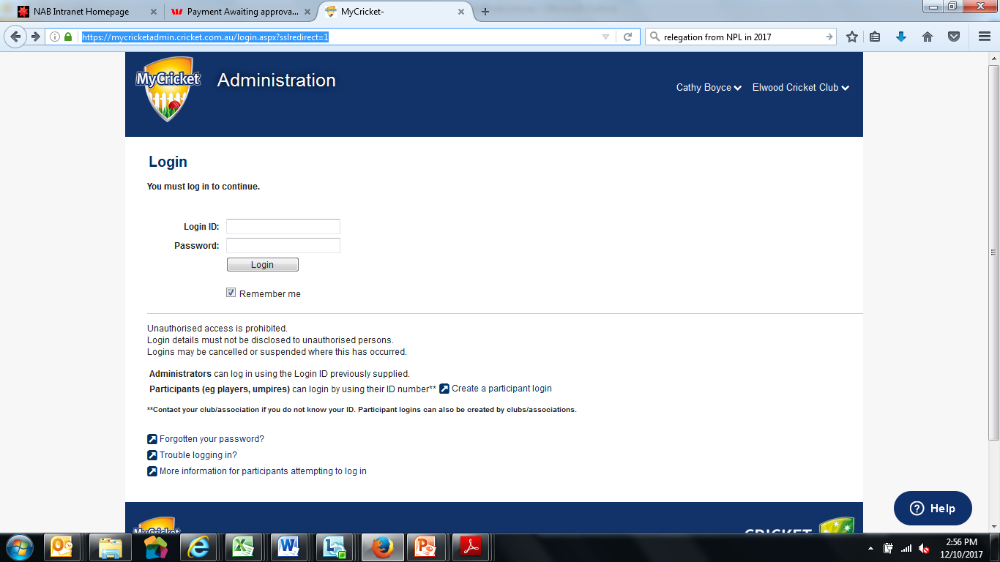 NAB Intranet Homepage
Payment Awaiting approva...
MyCricket-
https://mycricketadmin.cricket.com.au/login.aspx?sslredirect=1
relegation from NPL in 2017
MyCricket
Administration
Cathy Boyce
Elwood Cricket Club
Login
You must log in to continue.
Login ID:
Password:
Login
Remember me
Unauthorised access is prohibited.
Login details must not be disclosed to unauthorised persons.
Logins may be cancelled or suspended where this has occurred.
Administrators can log in using the Login ID previously supplied.
Participants (eg players, umpires) can login by using their ID number** Create a participant login
**Contact your club/association if you do not know your ID. Participant logins can also be created by clubs/associations.
Forgotten your password?
Trouble logging in?
More information for participants attempting to log in
Help
MyCricket
CRICKET
2:56 PM
12/10/2017